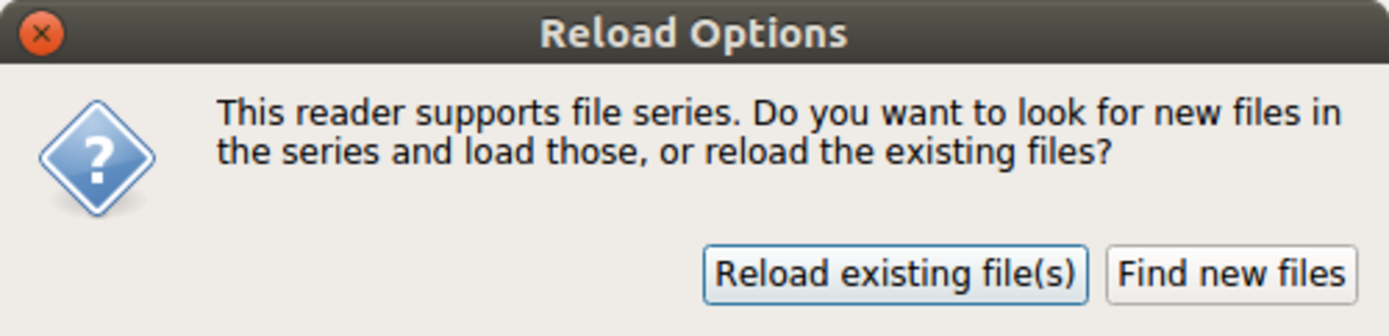 Reload Options
This reader supports file series. Do you want to look for new files in
the series and load those, or reload the existing files?
Reload existing file(s) Find new files